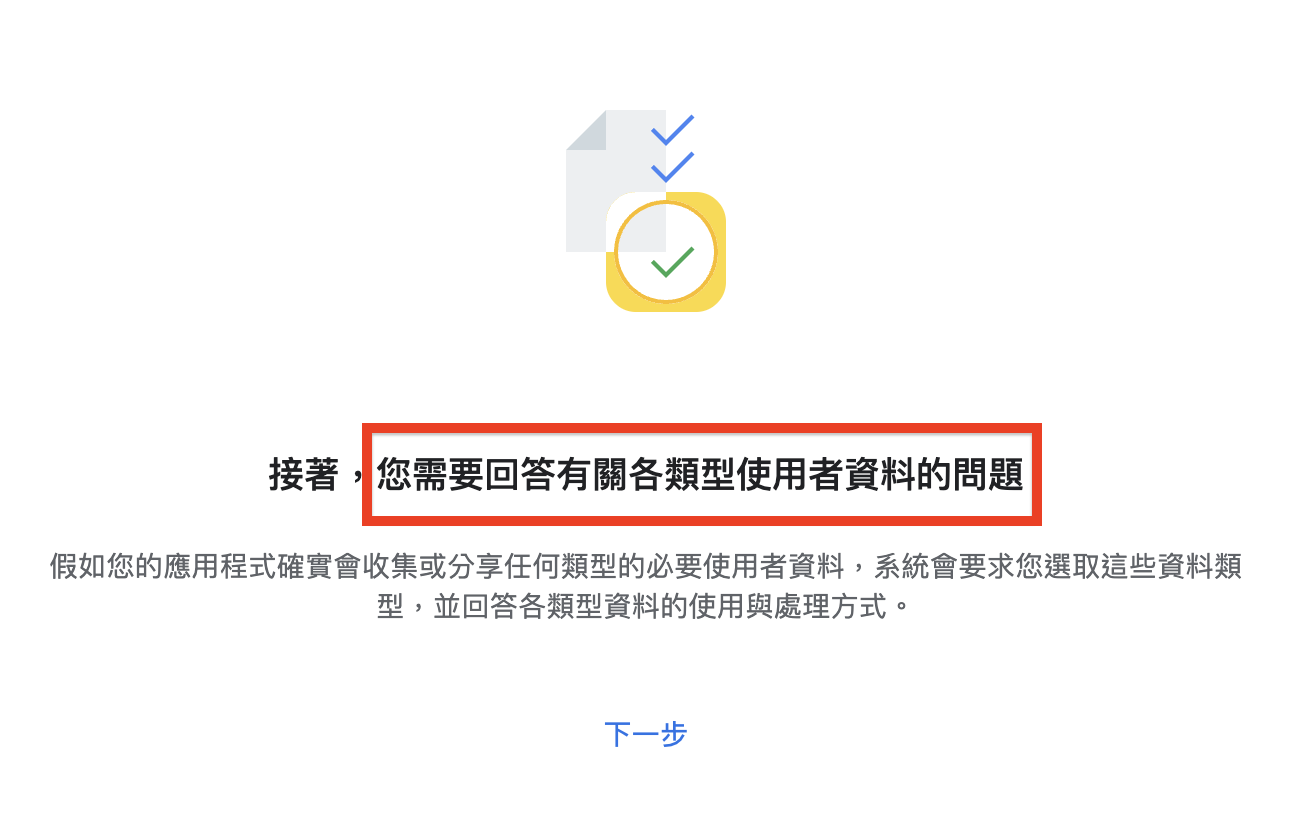 接著，您需要回答有關各類型使用者資料的問題
假如您的應用程式確實會收集或分享任何類型的必要使用者資料，系統會要求您選取這些資料類
型，並回答各類型資料的使用與處理方式。
下一步